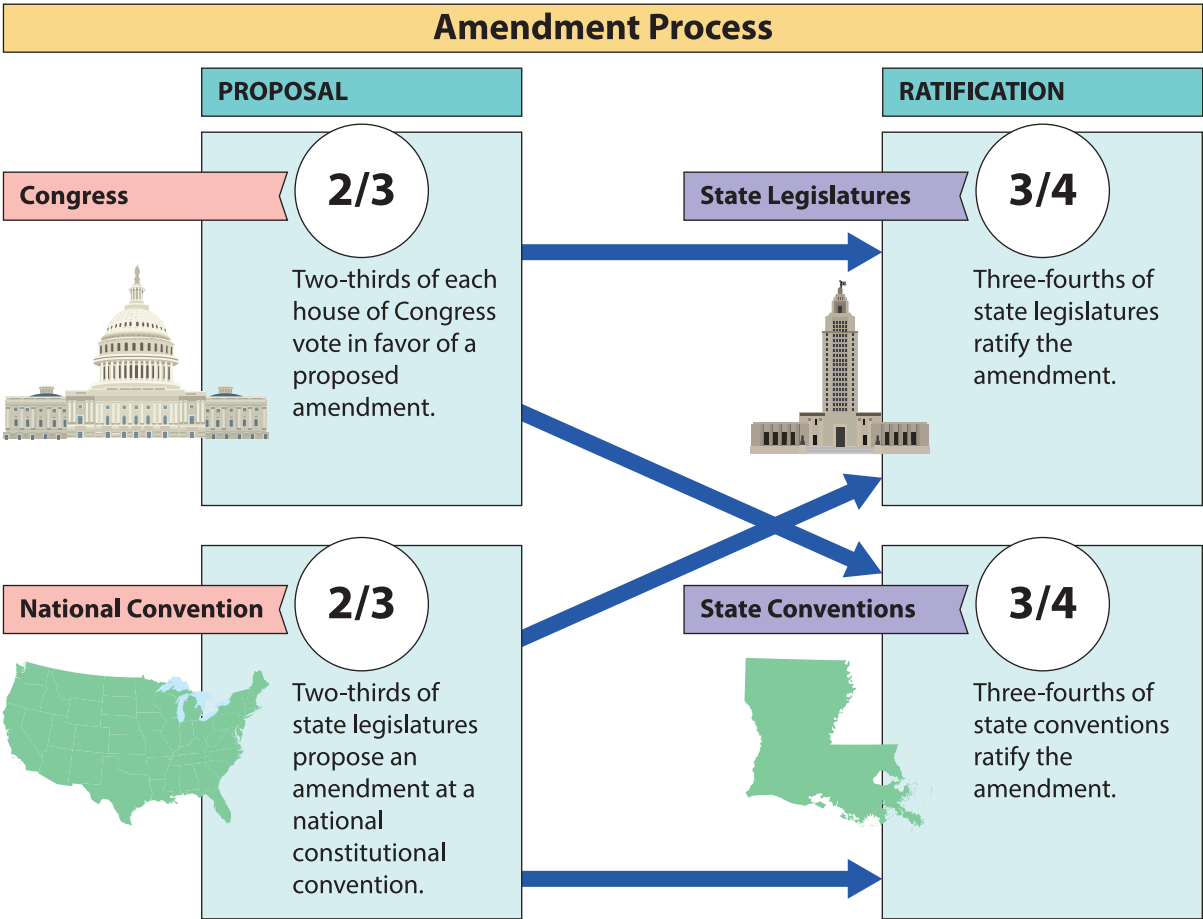 Amendment Process
PROPOSAL
Congress
2/3
Two-thirds of each
house of Congress
vote in favor of a
proposed
amendment.
National Convention
2/3
Two-thirds of
state legislatures
propose an
amendment at a
national
constitutional
convention.
RATIFICATION
State Legislatures
3/4
Three-fourths of
state legislatures
ratify the
amendment.
State Conventions
3/4
Three-fourths of
state conventions
ratify the
amendment.